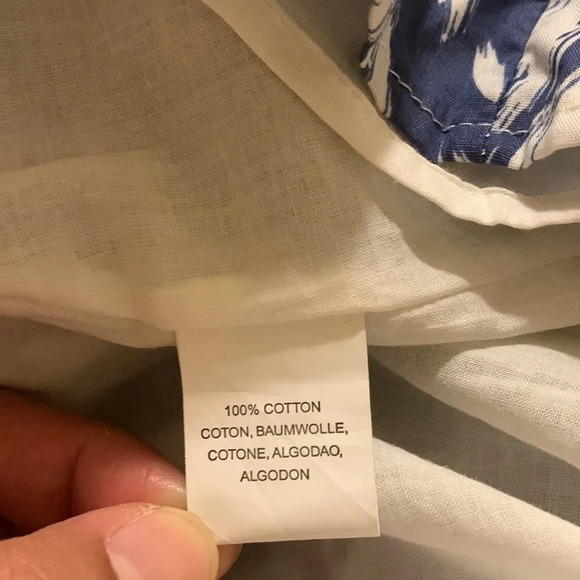 100% COTTON
COTON, BAUMWOLLE,
COTONE, ALGODAO,
ALGODON